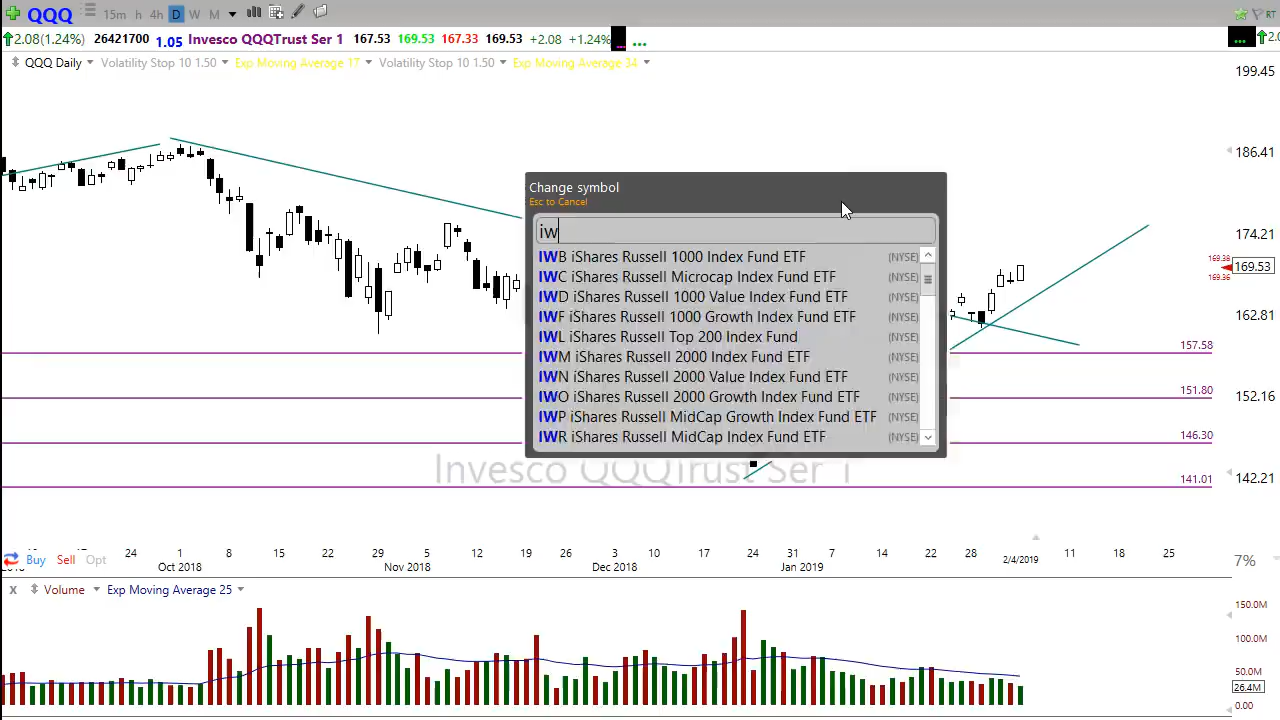 QQQ 15m h 4h D W M RT
2.08(1.24%) 26421700 1.05 Invesco QQQTrust Ser 1 167.53 169.53 167.33 169.53 +2.08 +1.24% ... ... 2.0
QQQ Daily Volatility Stop 10 1.50 Exp Moving Average 17 Volatility Stop 10 1.50 Exp Moving Average 34
199.45
186.41
174.21
169.38
169.53
169.36
162.81
157.58
152.16
151.80
146.30
142.21
141.01
Change symbol
Esc to Cancel
iw
IWB iShares Russell 1000 Index Fund ETF (NYSE)
IWC iShares Russell Microcap Index Fund ETF (NYSE)
IWD iShares Russell 1000 Value Index Fund ETF (NYSE)
IWF iShares Russell 1000 Growth Index Fund ETF (NYSE)
IWL iShares Russell Top 200 Index Fund (NYSE)
IWM iShares Russell 2000 Index Fund ETF (NYSE)
IWN iShares Russell 2000 Value Index Fund ETF (NYSE)
IWO iShares Russell 2000 Growth Index Fund ETF (NYSE)
IWP iShares Russell MidCap Growth Index Fund ETF (NYSE)
IWR iShares Russell MidCap Index Fund ETF (NYSE)
Invesco QQQTrust Ser 1
24 1 8 15 22 29 5 12 19 26 3 10 17 24 31 7 14 22 28 2/4/2019 11 18 25
Buy Sell Opt 7%
Oct 2018 Nov 2018 Dec 2018 Jan 2019
X Volume Exp Moving Average 25
150.0M
100.0M
50.0M
26.4M
0.00